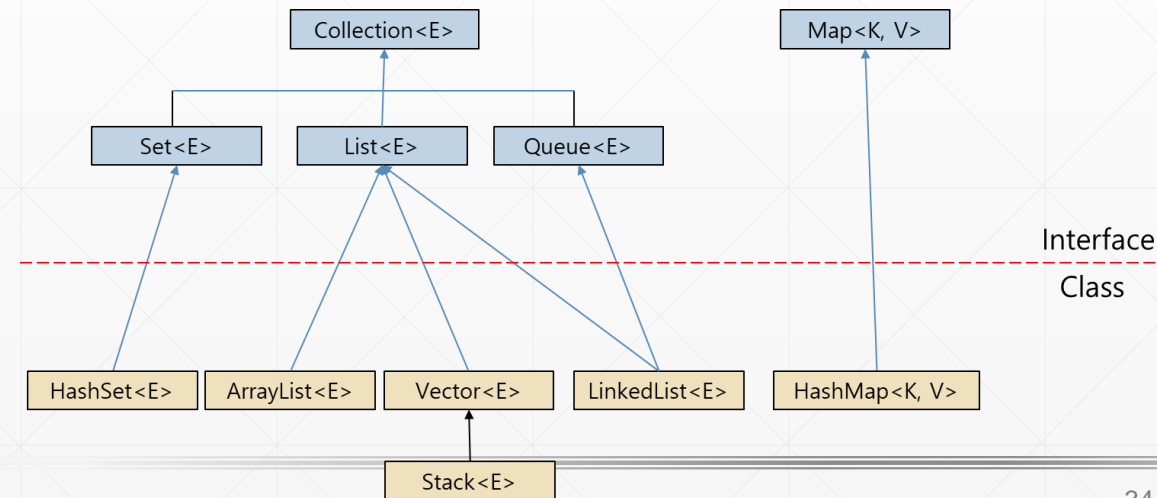 Collection<E>
Map<K, V>
Set<E>
List<E>
Queue<E>
Interface
Class
HashSet<E>
ArrayList<E>
Vector<E>
LinkedList<E>
HashMap<K, V>
Stack<E>